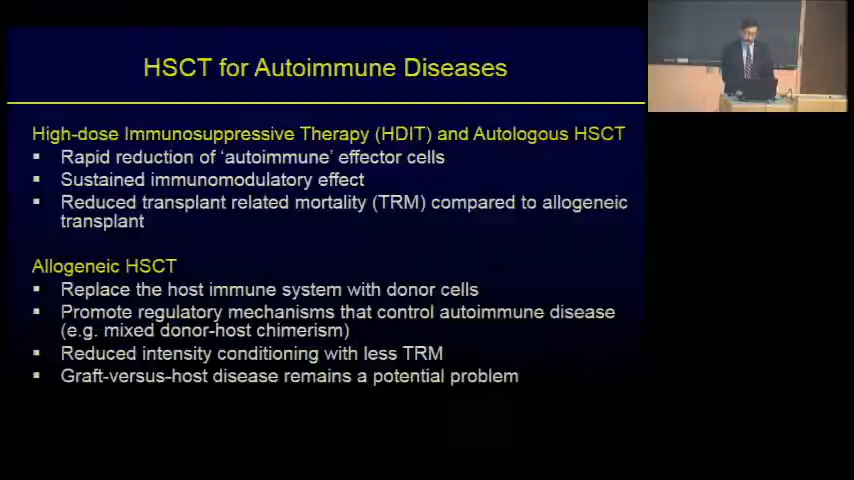 HSCT for Autoimmune Diseases
High-dose Immunosuppressive Therapy (HDIT) and Autologous HSCT
▪ Rapid reduction of 'autoimmune' effector cells
▪ Sustained immunomodulatory effect
▪ Reduced transplant related mortality (TRM) compared to allogeneic
transplant
Allogeneic HSCT
▪ Replace the host immune system with donor cells
▪ Promote regulatory mechanisms that control autoimmune disease
(e.g. mixed donor-host chimerism)
▪ Reduced intensity conditioning with less TRM
▪ Graft-versus-host disease remains a potential problem